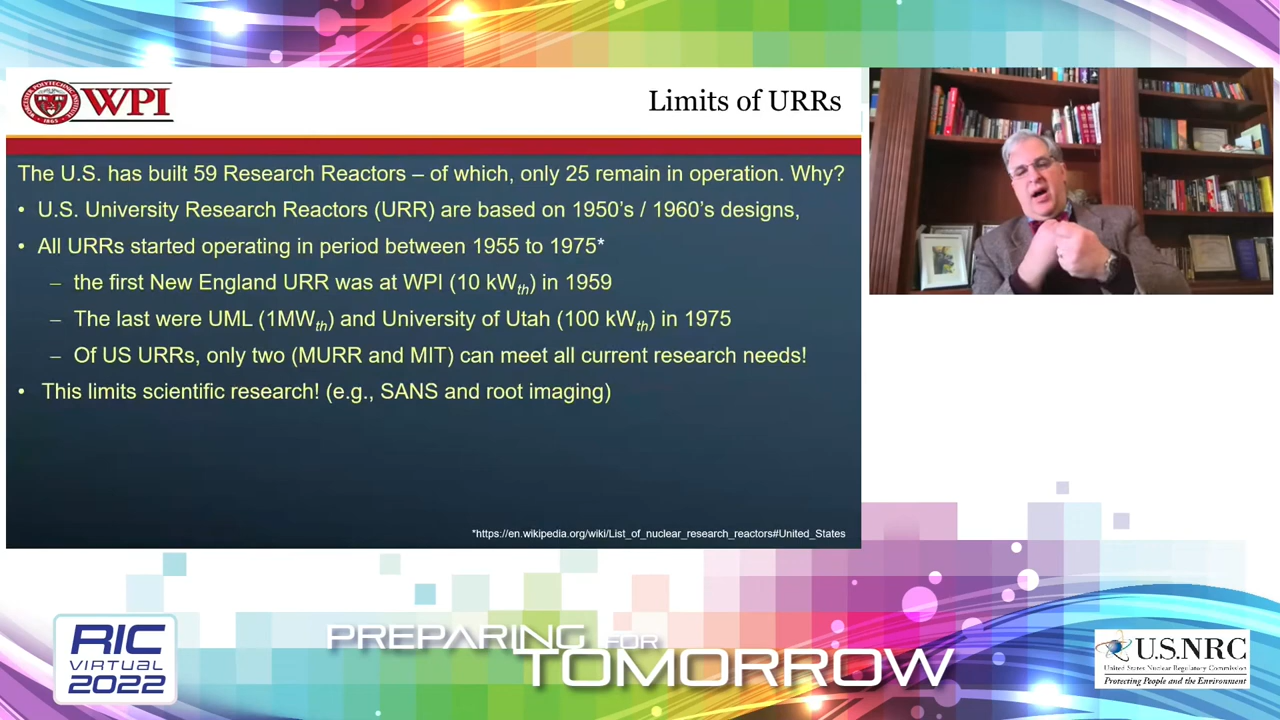 WPI
1865
Limits of URRs
The U.S. has built 59 Research Reactors – of which, only 25 remain in operation. Why?
• U.S. University Research Reactors (URR) are based on 1950's / 1960's designs,
• All URRs started operating in period between 1955 to 1975*
– the first New England URR was at WPI (10 kWth) in 1959
– The last were UML (1MWth) and University of Utah (100 kWth) in 1975
– Of US URRs, only two (MURR and MIT) can meet all current research needs!
• This limits scientific research! (e.g., SANS and root imaging)
*https://en.wikipedia.org/wiki/List_of_nuclear_research_reactors#United_States
RIC
VIRTUAL
2022
PREPARING FOR
TOMORROW
U.S.NRC
United States Nuclear Regulatory Commission
Protecting People and the Environment